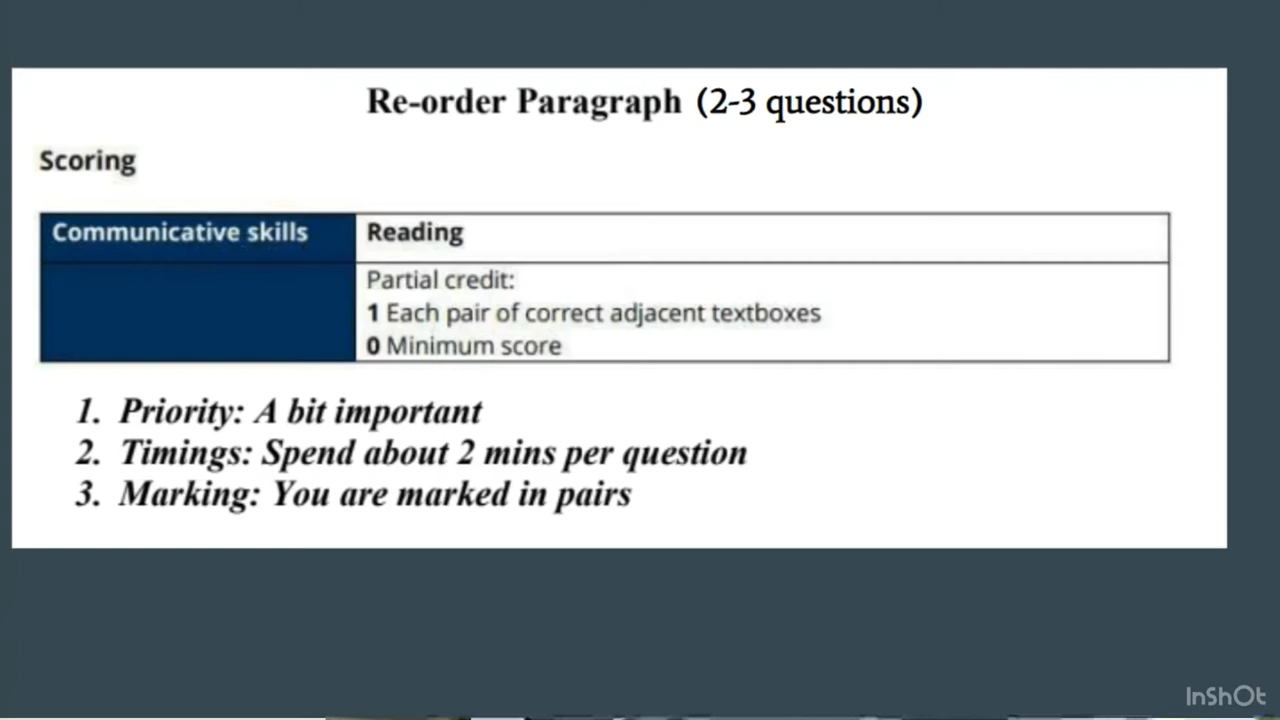 Re-order Paragraph (2-3 questions)
Scoring
Communicative skills Reading
Partial credit:
1 Each pair of correct adjacent textboxes
0 Minimum score
1. Priority: A bit important
2. Timings: Spend about 2 mins per question
3. Marking: You are marked in pairs
InShOt